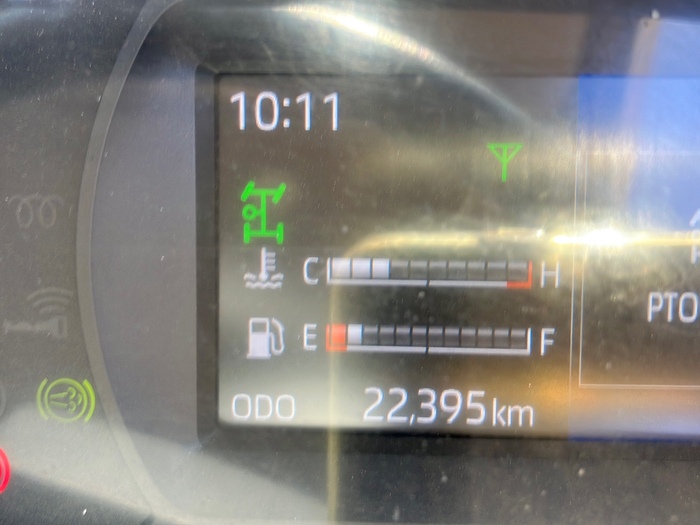 10:11
C H
PTO
E F
ODO 22,395km